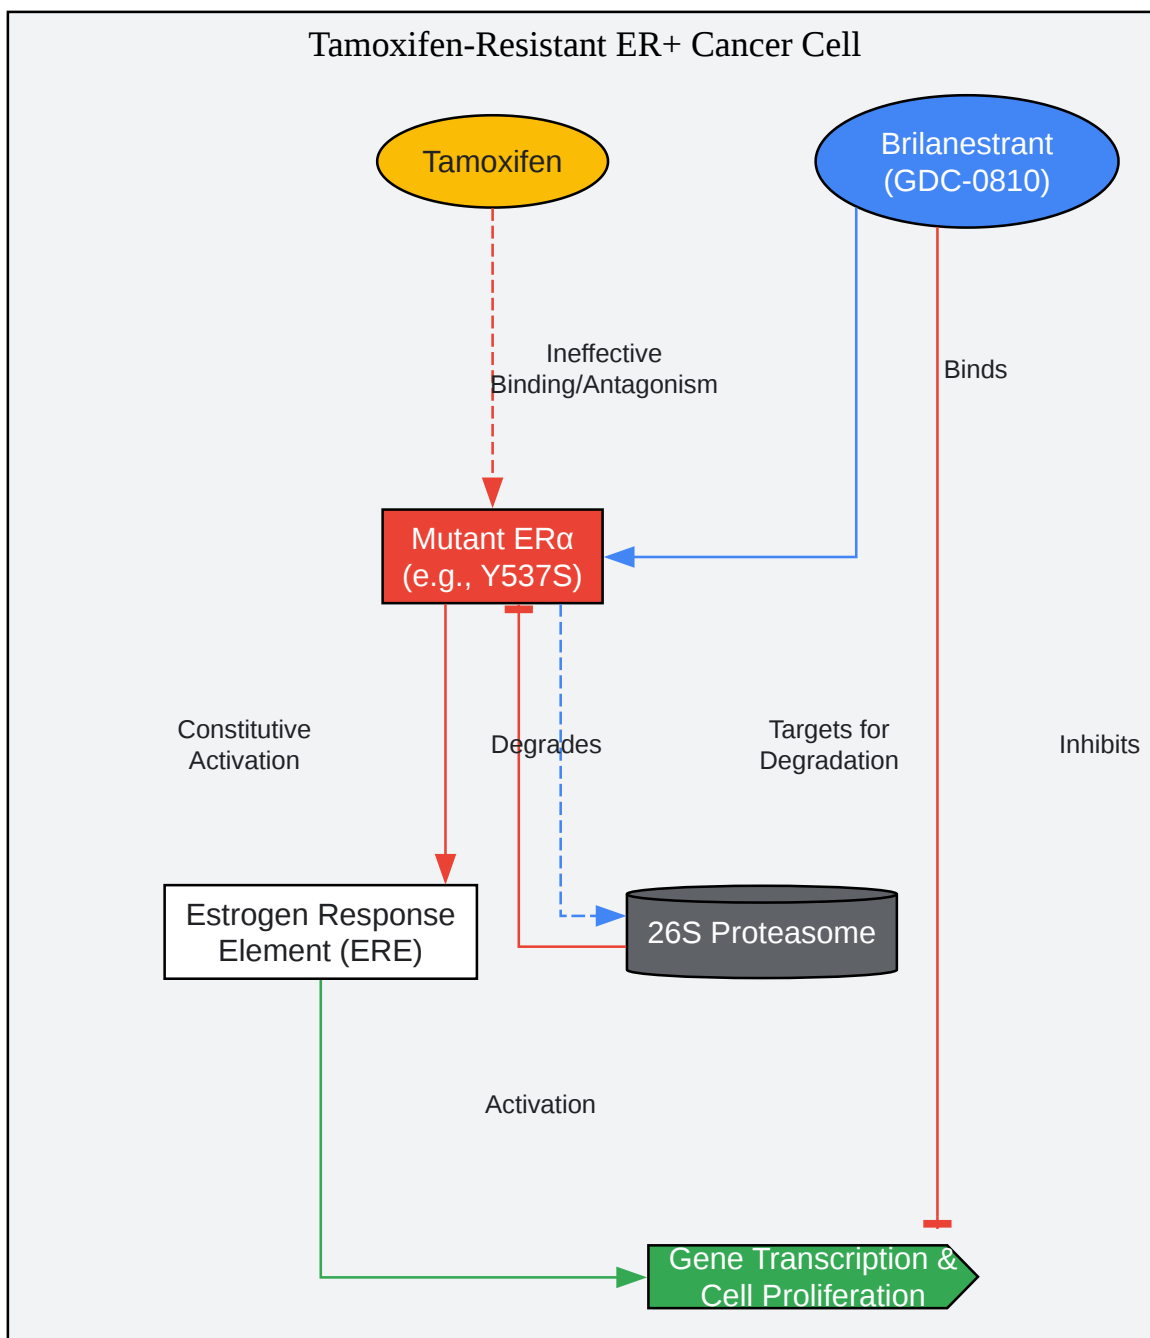 Tamoxifen-Resistant ER+ Cancer Cell
Tamoxifen
Brilanestrant
(GDC-0810)
Ineffective
Binding/Antagonism
Binds
Mutant ERα
(e.g., Y537S)
Constitutive
Activation
Degrades
Targets for
Degradation
Inhibits
Estrogen Response
Element (ERE)
26S Proteasome
Activation
Gene Transcription &
Cell Proliferation